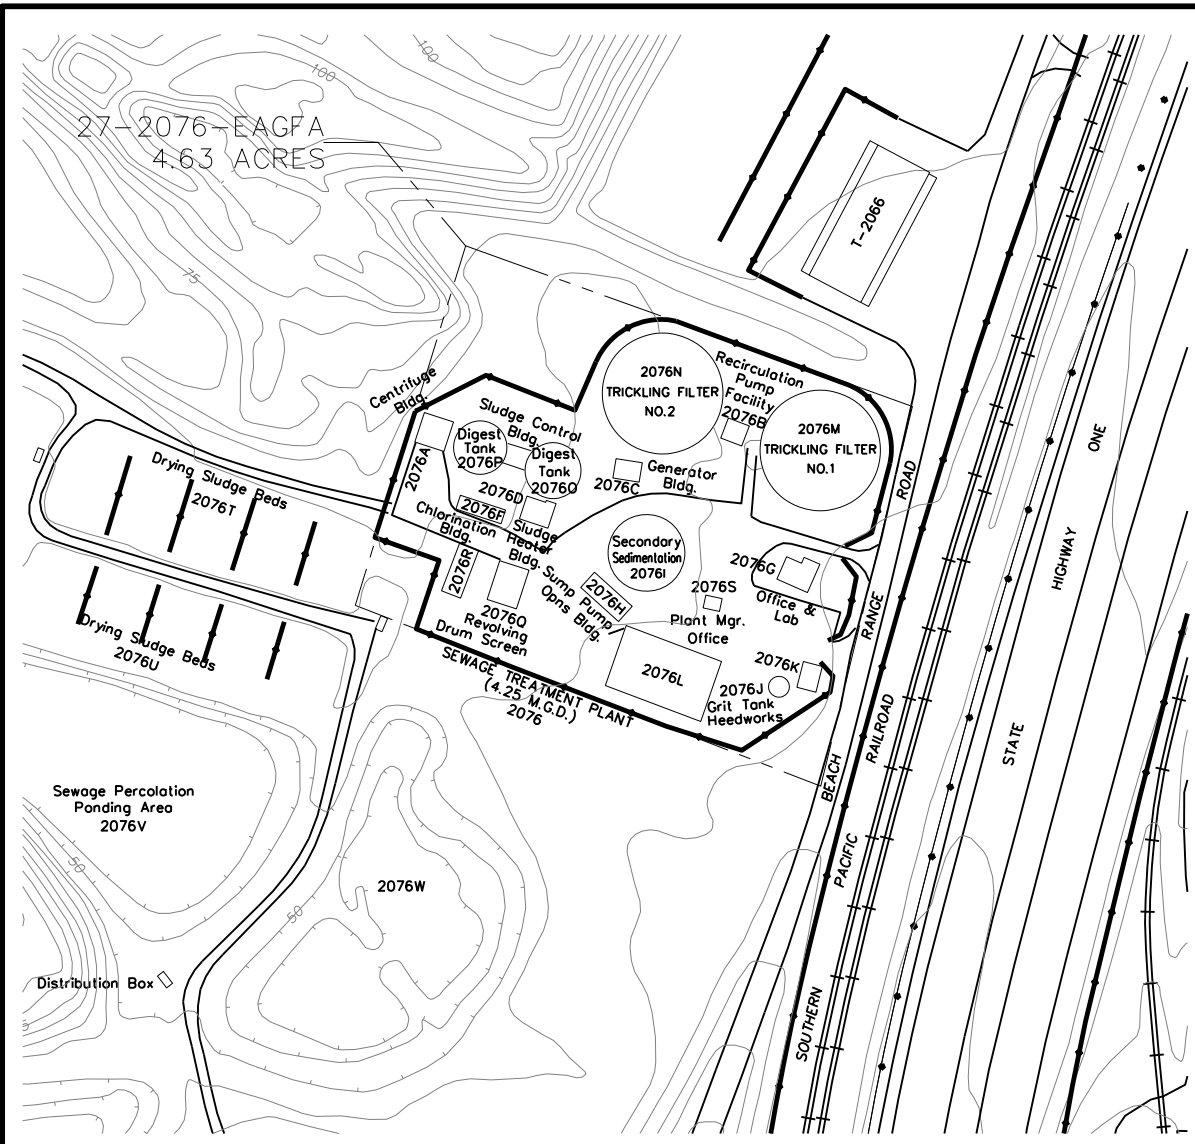 100
100
27-2076-EAGFA
4.63 ACRES
T-2066
75
2076N
TRICKLING FILTER
NO.2
Recirculation
Pump
Facility
2076B
2076M
TRICKLING FILTER
NO.1
Centrifuge
Bldg.
Sludge Control
Bldg.
Digest
Tank
2076P
Digest
Tank
2076O
2076A
2076C
Generator
Bldg.
Drying Sludge Beds
2076T
2076D
2076F
Chlorination
Bldg.
Sludge
Heater
Bldg.
2076R
2076Q
Revolving
Drum Screen
Sump Pump
Opns Bldg.
2076H
Secondary
Sedimentation
2076I
2076G
Office &
Lab
2076S
Plant Mgr.
Office
2076K
2076J
Grit Tank
Heedworks
2076L
SEWAGE TREATMENT PLANT
(4.25 M.G.D.)
2076
Drying Sludge Beds
2076U
Sewage Percolation
Ponding Area
2076V
50
2076W
50
Distribution Box
BEACH RANGE ROAD
SOUTHERN PACIFIC RAILROAD
STATE HIGHWAY ONE